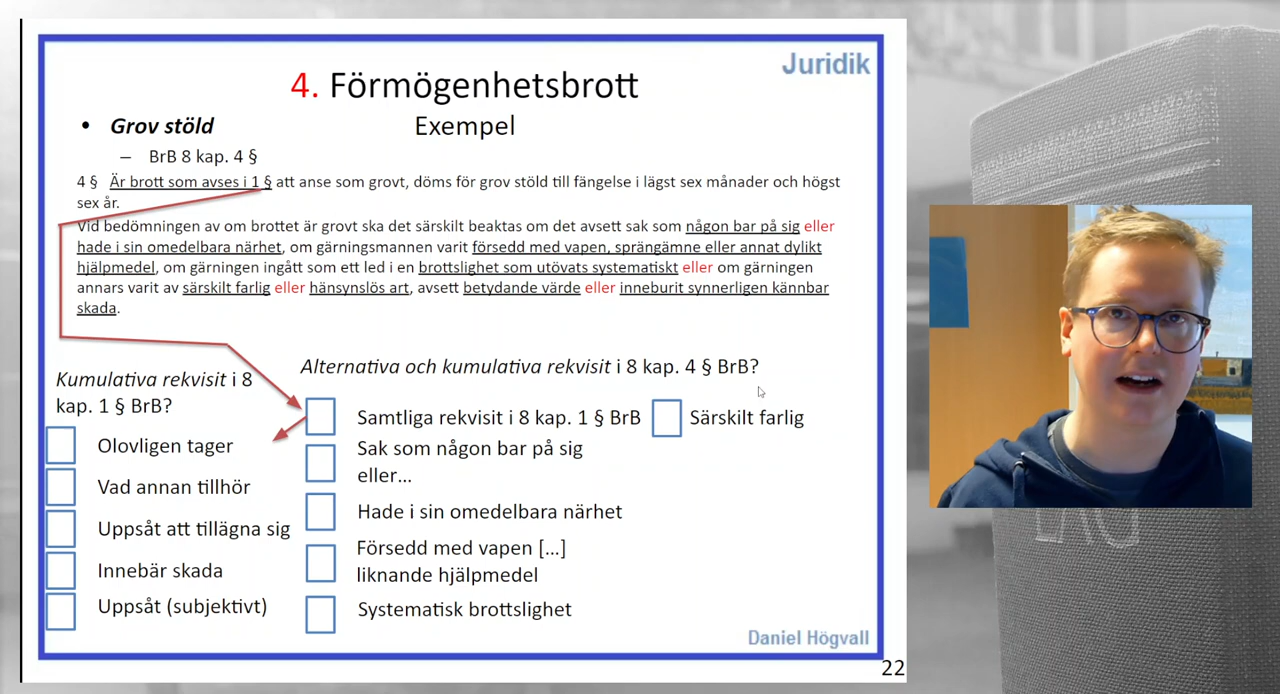 Juridik
4. Förmögenhetsbrott
• Grov stöld
Exempel
– BrB 8 kap. 4 §
4 § Är brott som avses i 1 § att anse som grovt, döms för grov stöld till fängelse i lägst sex månader och högst
sex år.
Vid bedömningen av om brottet är grovt ska det särskilt beaktas om det avsett sak som någon bar på sig eller
hade i sin omedelbara närhet, om gärningsmannen varit försedd med vapen, sprängämne eller annat dylikt
hjälpmedel, om gärningen ingått som ett led i en brottslighet som utövats systematiskt eller om gärningen
annars varit av särskilt farlig eller hänsynslös art, avsett betydande värde eller inneburit synnerligen kännbar
skada.
Kumulativa rekvisit i 8
kap. 1 § BrB?
Olovligen tager
Vad annan tillhör
Uppsåt att tillägna sig
Innebär skada
Uppsåt (subjektivt)
Alternativa och kumulativa rekvisit i 8 kap. 4 § BrB?
Samtliga rekvisit i 8 kap. 1 § BrB
Särskilt farlig
Sak som någon bar på sig
eller...
Hade i sin omedelbara närhet
Försedd med vapen [...]
liknande hjälpmedel
Systematisk brottslighet
Daniel Högvall
22
LAG